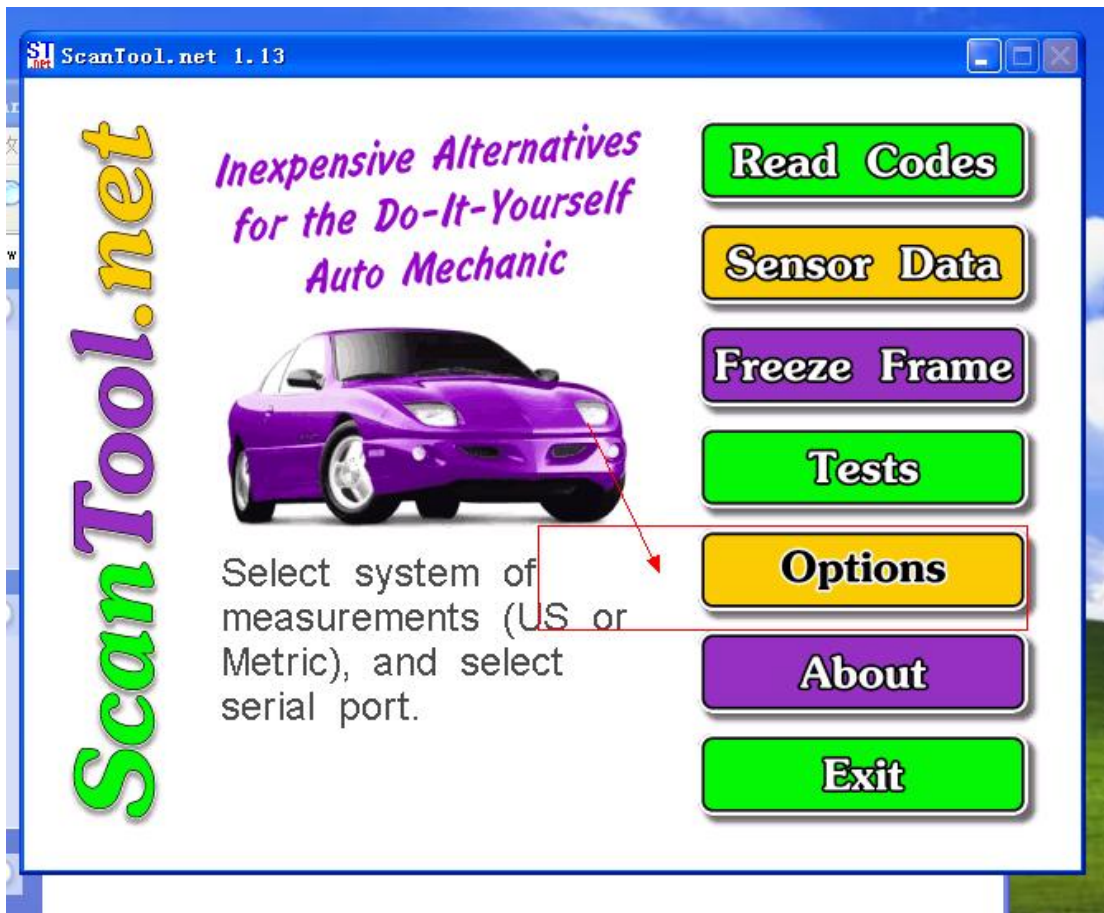 ScanTool.net 1.13
ScanTool.net
Inexpensive Alternatives
for the Do-It-Yourself
Auto Mechanic
Select system of
measurements (US or
Metric), and select
serial port.
Read Codes
Sensor Data
Freeze Frame
Tests
Options
About
Exit